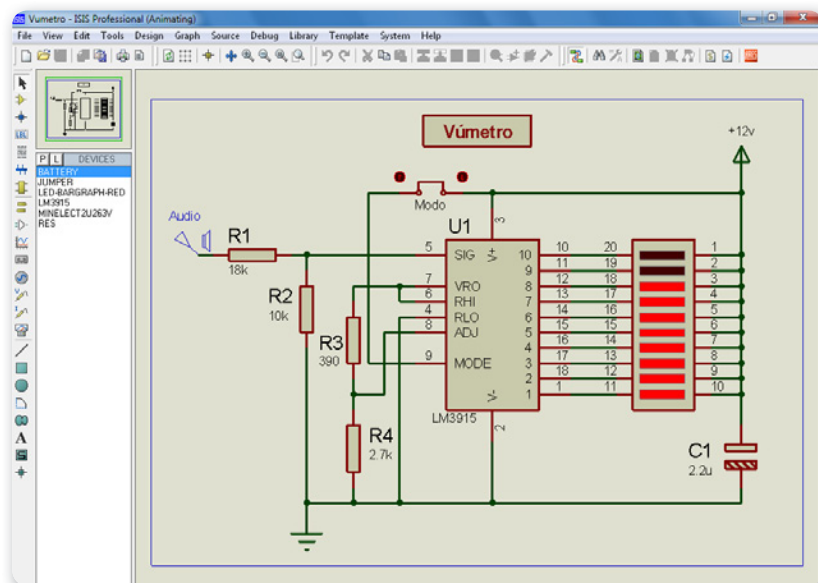 Vumetro - ISIS Professional (Animating)
File View Edit Tools Design Graph Source Debug Library Template System Help
P L DEVICES
BATTERY
JUMPER
LED-BARGRAPH-RED
LM3915
MINELECT2U263V
RES
Vúmetro
+12v
Modo
Audio
R1
18k
R2
10k
R3
390
R4
2.7k
U1
3
5 SIG V+ 10 10 20 1
9 11 19 2
7 VRO 8 12 18 3
6 RHI 7 13 17 4
4 RLO 6 14 16 5
8 ADJ 5 15 15 6
4 16 14 7
9 MODE 3 17 13 8
2 18 12 9
V- 1 1 11 10
LM3915
2
C1
2.2u